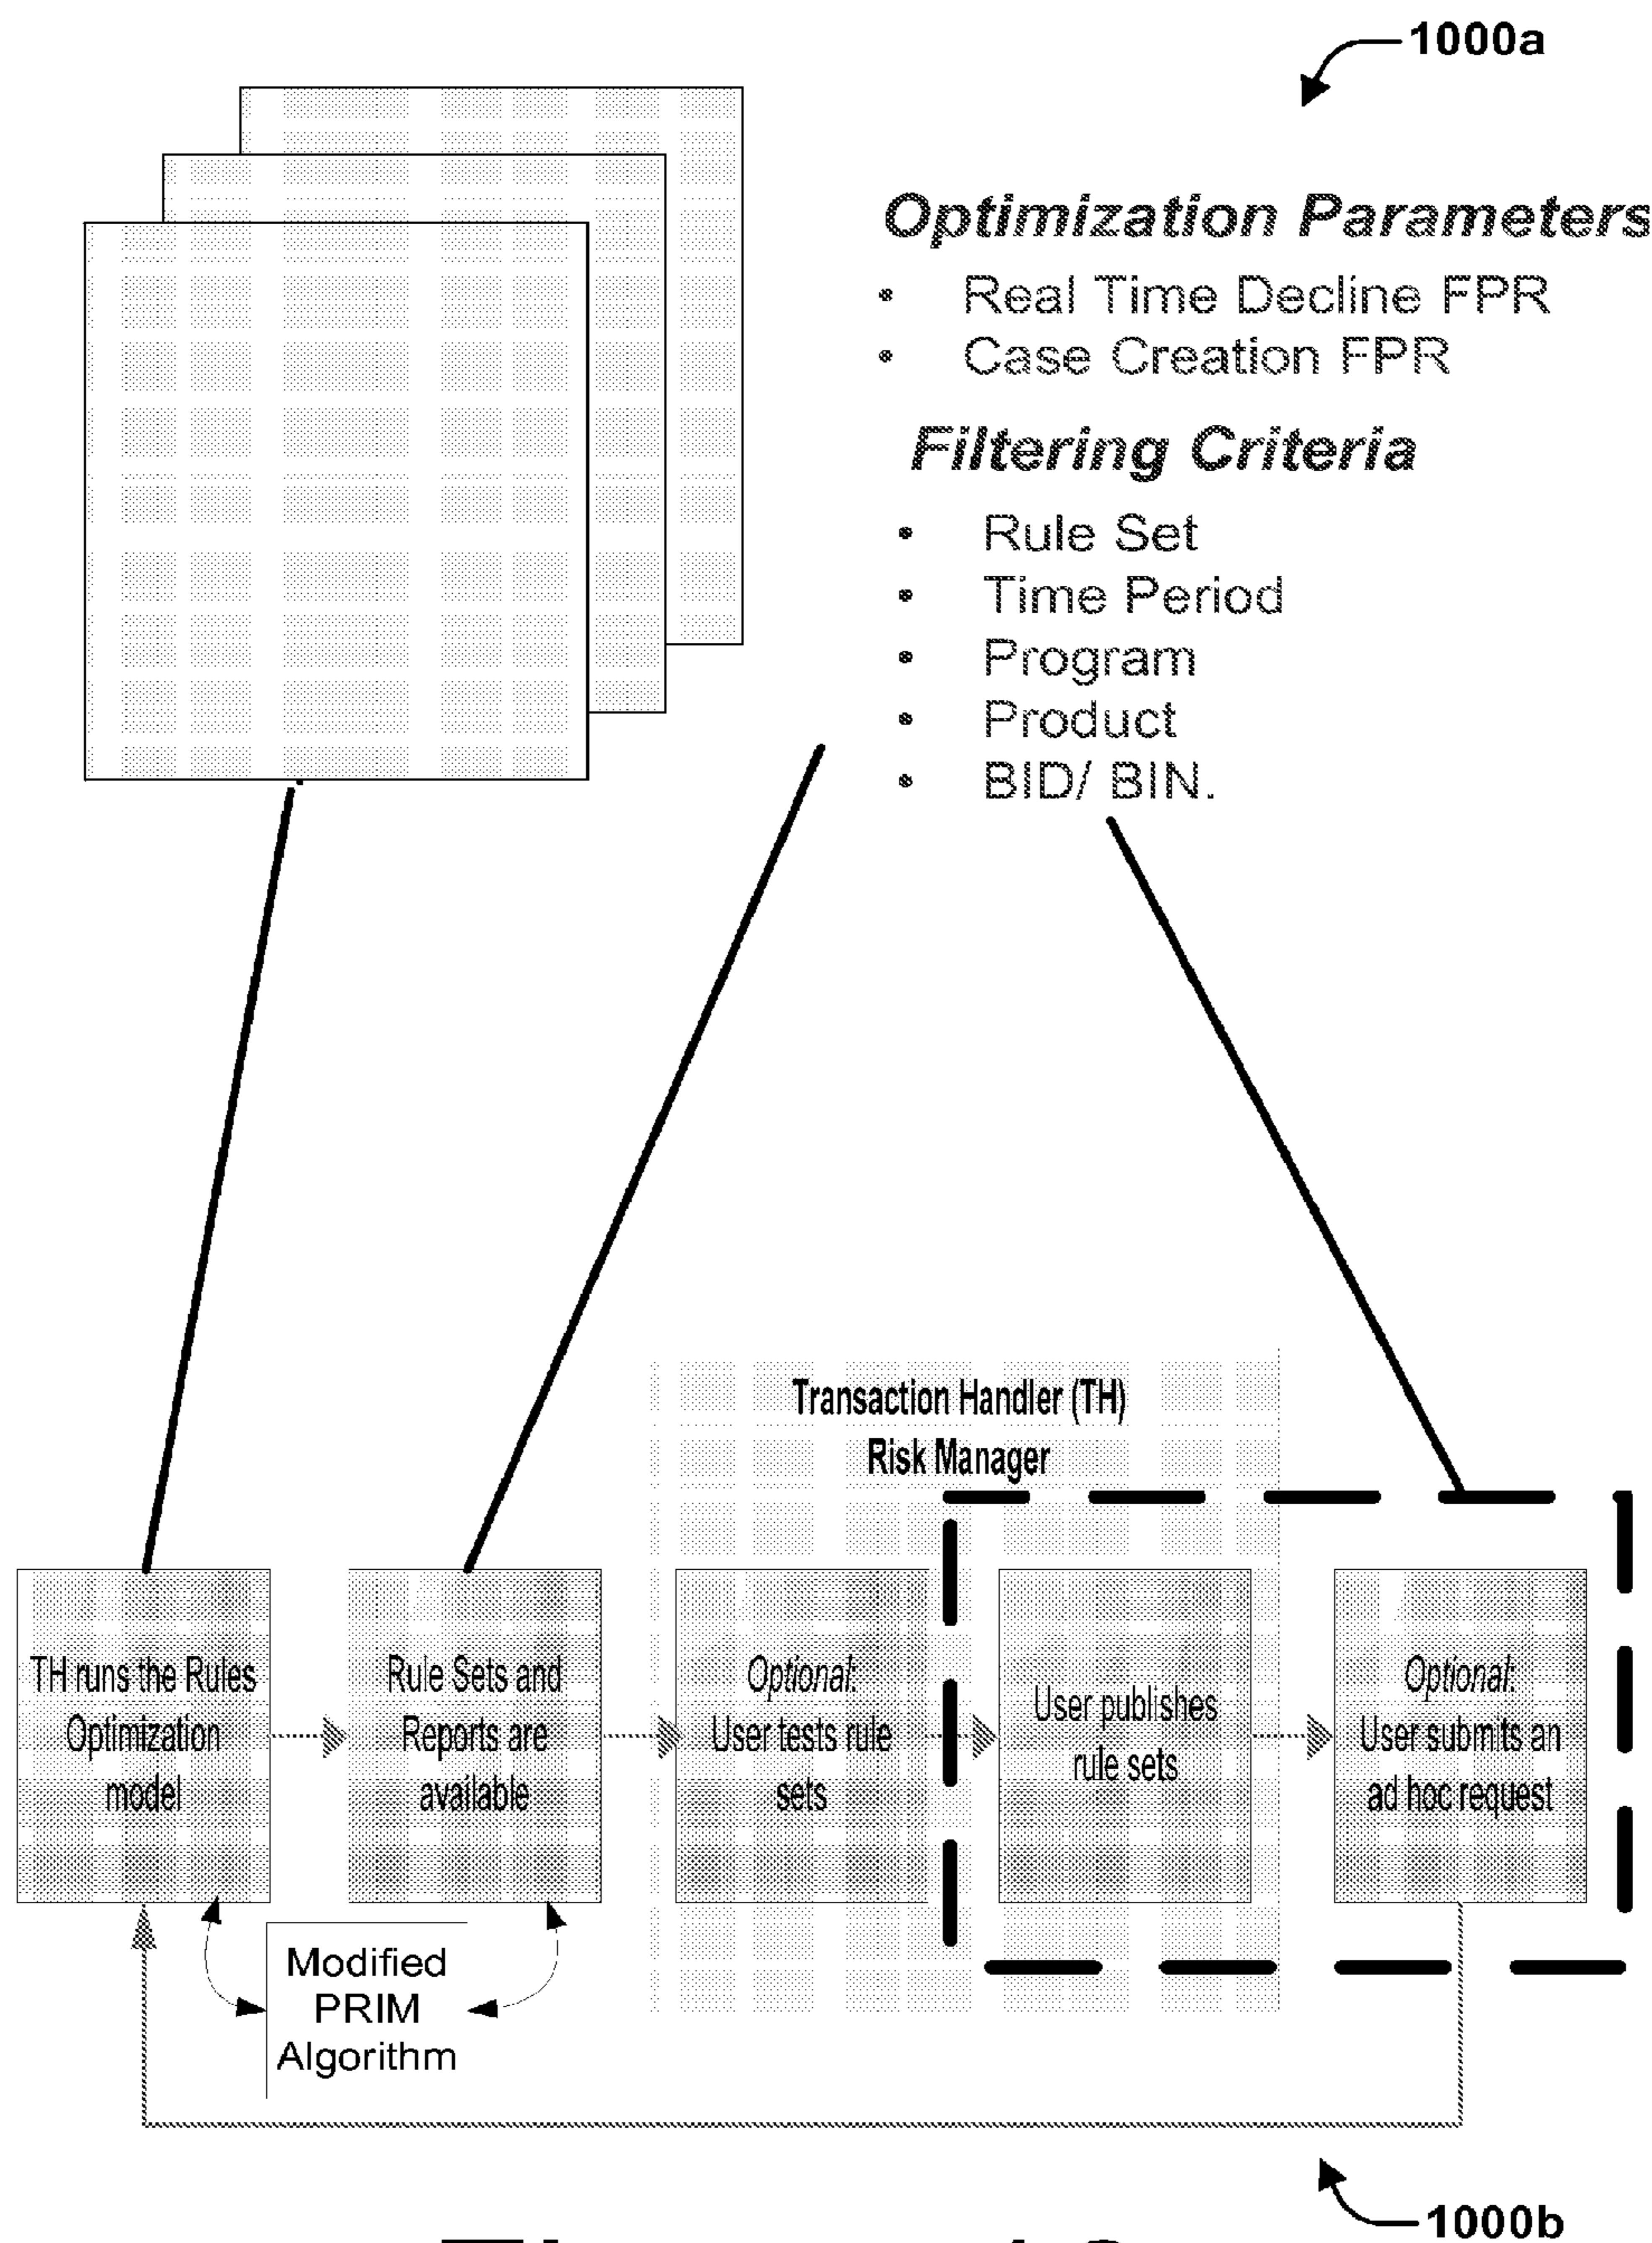 1000a
Optimization Parameters
• Real Time Decline FPR
• Case Creation FPR
Filtering Criteria
• Rule Set
• Time Period
• Program
• Product
• BID/ BIN.
Transaction Handler (TH)
Risk Manager
TH runs the Rules
Optimization
model
Rule Sets and
Reports are
available
Optional:
User tests rule
sets
User publishes
rule sets
Optional:
User submits an
ad hoc request
Modified
PRIM
Algorithm
1000b